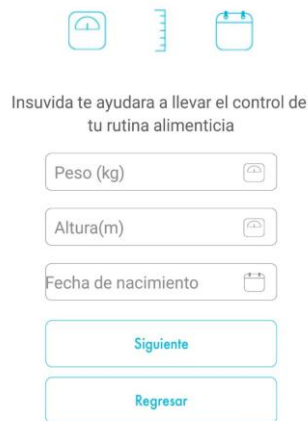 Insuvida te ayudara a llevar el control de
tu rutina alimenticia
Peso (kg)
Altura(m)
Fecha de nacimiento
Siguiente
Regresar